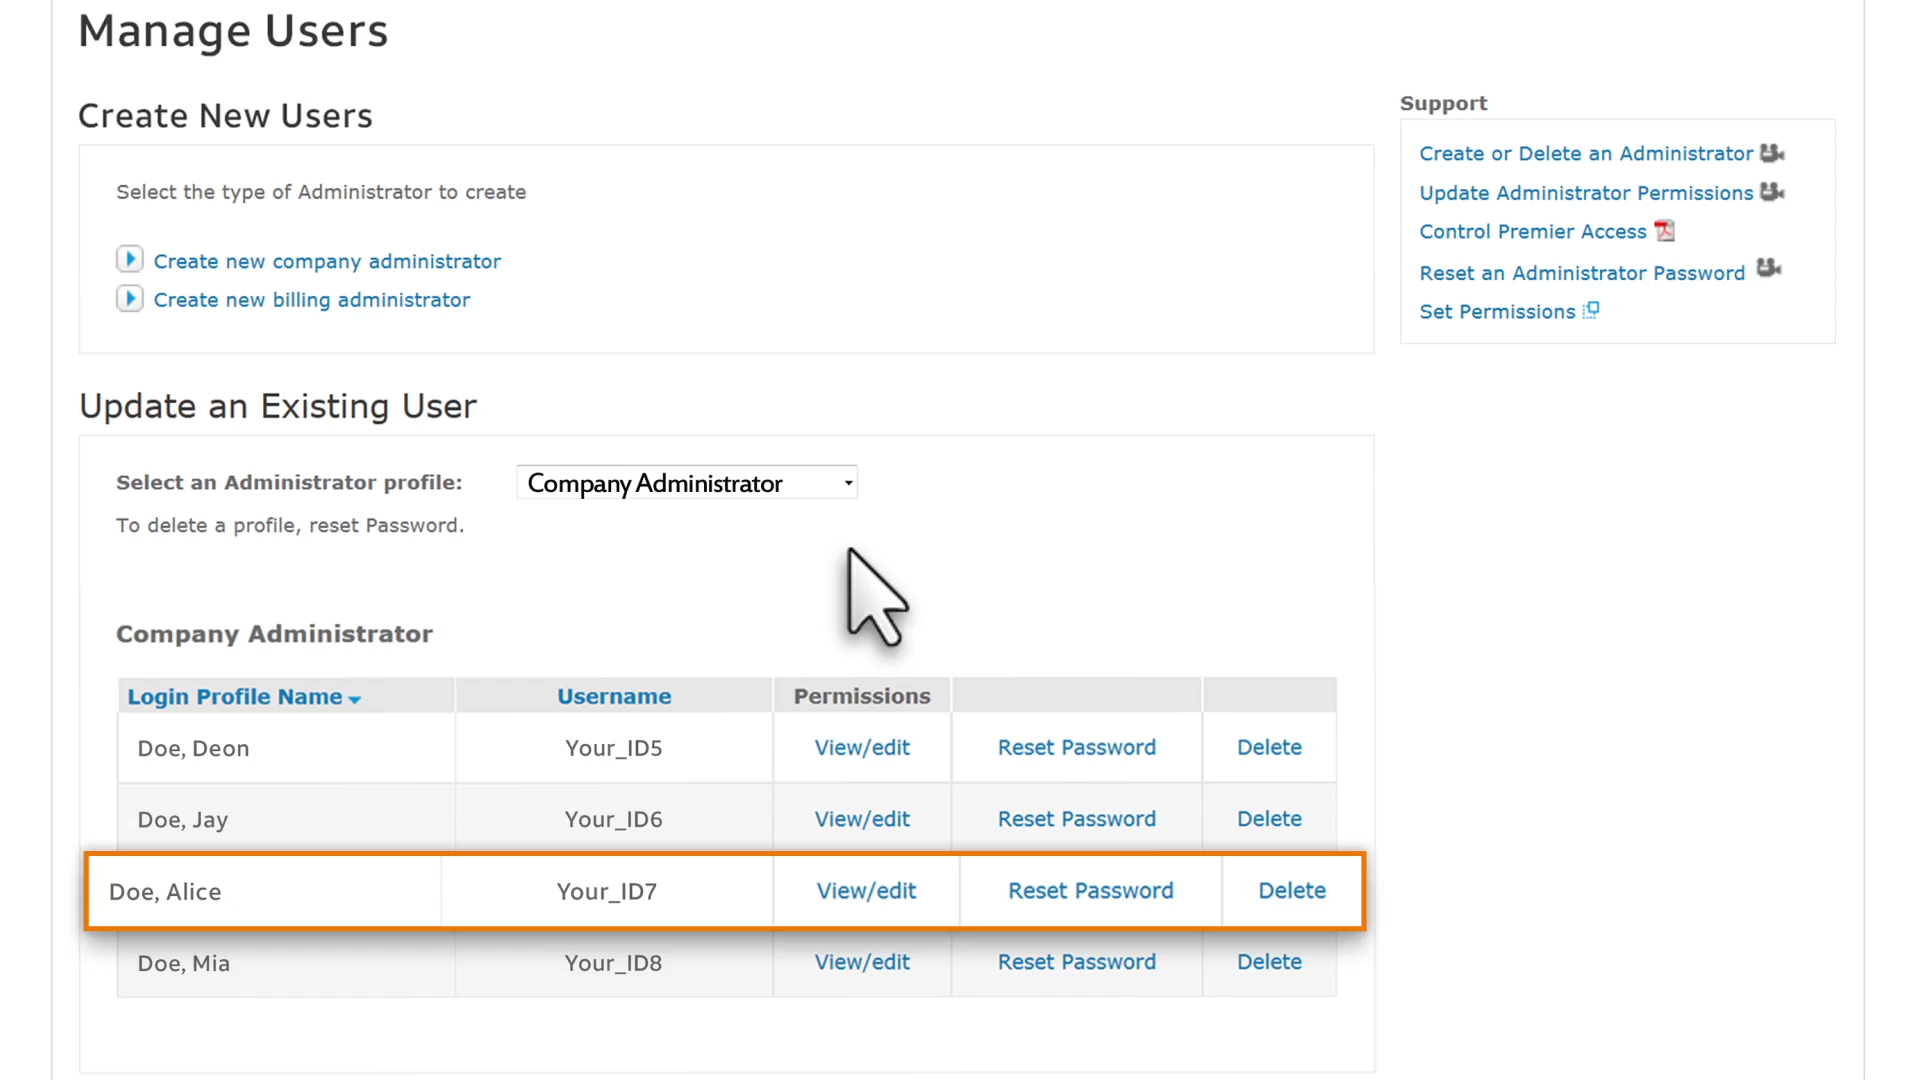 Manage Users
Create New Users
Select the type of Administrator to create
Create new company administrator
Create new billing administrator
Support
Create or Delete an Administrator
Update Administrator Permissions
Control Premier Access
Reset an Administrator Password
Set Permissions
Update an Existing User
Select an Administrator profile: Company Administrator
To delete a profile, reset Password.
Company Administrator
Login Profile Name Username Permissions
Doe, Deon Your_ID5 View/edit Reset Password Delete
Doe, Jay Your_ID6 View/edit Reset Password Delete
Doe, Alice Your_ID7 View/edit Reset Password Delete
Doe, Mia Your_ID8 View/edit Reset Password Delete